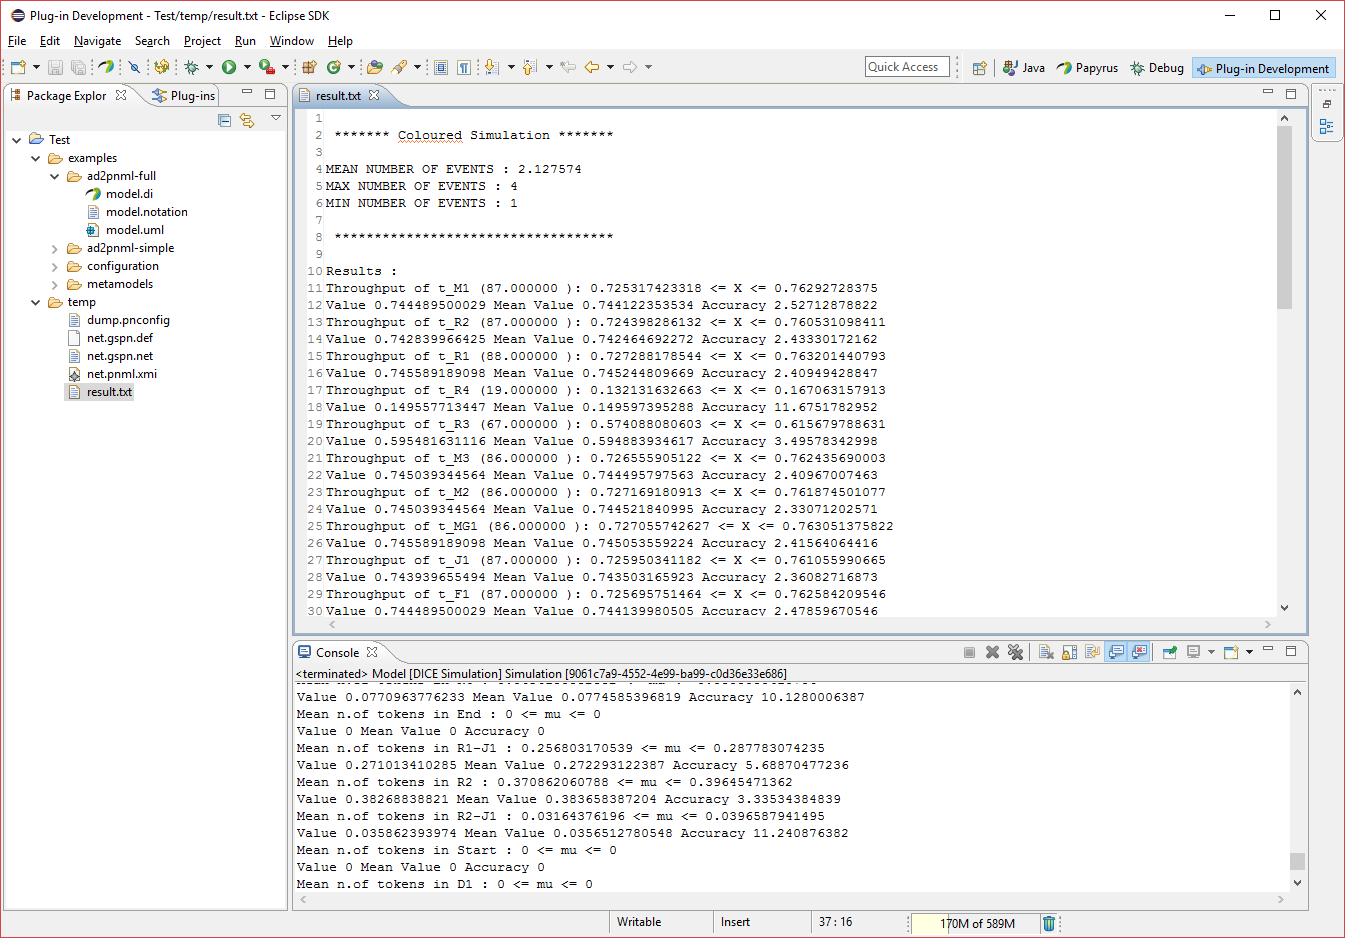 Plug-in Development - Test/temp/result.txt - Eclipse SDK
File Edit Navigate Search Project Run Window Help
Quick Access Java Papyrus Debug Plug-in Development
Package Explor Plug-ins
Test
examples
ad2pnml-full
model.di
model.notation
model.uml
ad2pnml-simple
configuration
metamodels
temp
dump.pnconfig
net.gspn.def
net.gspn.net
net.pnml.xmi
result.txt
result.txt
1
2 ******* Coloured Simulation *******
3
4 MEAN NUMBER OF EVENTS : 2.127574
5 MAX NUMBER OF EVENTS : 4
6 MIN NUMBER OF EVENTS : 1
7
8 ***********************************
9
10 Results :
11 Throughput of t_M1 (87.000000 ): 0.725317423318 <= X <= 0.76292728375
12 Value 0.744489500029 Mean Value 0.744122353534 Accuracy 2.52712878822
13 Throughput of t_R2 (87.000000 ): 0.724398286132 <= X <= 0.760531098411
14 Value 0.742839966425 Mean Value 0.742464692272 Accuracy 2.43330172162
15 Throughput of t_R1 (88.000000 ): 0.727288178544 <= X <= 0.763201440793
16 Value 0.745589189098 Mean Value 0.745244809669 Accuracy 2.40949428847
17 Throughput of t_R4 (19.000000 ): 0.132131632663 <= X <= 0.167063157913
18 Value 0.149557713447 Mean Value 0.149597395288 Accuracy 11.6751782952
19 Throughput of t_R3 (67.000000 ): 0.574088080603 <= X <= 0.615679788631
20 Value 0.595481631116 Mean Value 0.594883934617 Accuracy 3.49578342998
21 Throughput of t_M3 (86.000000 ): 0.726555905122 <= X <= 0.762435690003
22 Value 0.745039344564 Mean Value 0.744495797563 Accuracy 2.40967007463
23 Throughput of t_M2 (86.000000 ): 0.727169180913 <= X <= 0.761874501077
24 Value 0.745039344564 Mean Value 0.744521840995 Accuracy 2.33071202571
25 Throughput of t_MG1 (86.000000 ): 0.727055742627 <= X <= 0.763051375822
26 Value 0.745589189098 Mean Value 0.745053559224 Accuracy 2.41564064416
27 Throughput of t_J1 (87.000000 ): 0.725950341182 <= X <= 0.761055990665
28 Value 0.743939655494 Mean Value 0.743503165923 Accuracy 2.36082716873
29 Throughput of t_F1 (87.000000 ): 0.725695751464 <= X <= 0.762584209546
30 Value 0.744489500029 Mean Value 0.744139980505 Accuracy 2.47859670546
Console
<terminated> Model [DICE Simulation] Simulation [9061c7a9-4552-4e99-ba99-c0d36e33e686]
Value 0.0770963776233 Mean Value 0.0774585396819 Accuracy 10.1280006387
Mean n.of tokens in End : 0 <= mu <= 0
Value 0 Mean Value 0 Accuracy 0
Mean n.of tokens in R1-J1 : 0.256803170539 <= mu <= 0.287783074235
Value 0.271013410285 Mean Value 0.272293122387 Accuracy 5.68870477236
Mean n.of tokens in R2 : 0.370862060788 <= mu <= 0.39645471362
Value 0.38268838821 Mean Value 0.383658387204 Accuracy 3.33534384839
Mean n.of tokens in R2-J1 : 0.03164376196 <= mu <= 0.0396587941495
Value 0.035862393974 Mean Value 0.0356512780548 Accuracy 11.240876382
Mean n.of tokens in Start : 0 <= mu <= 0
Value 0 Mean Value 0 Accuracy 0
Mean n.of tokens in D1 : 0 <= mu <= 0
Writable Insert 37 : 16 170M of 589M